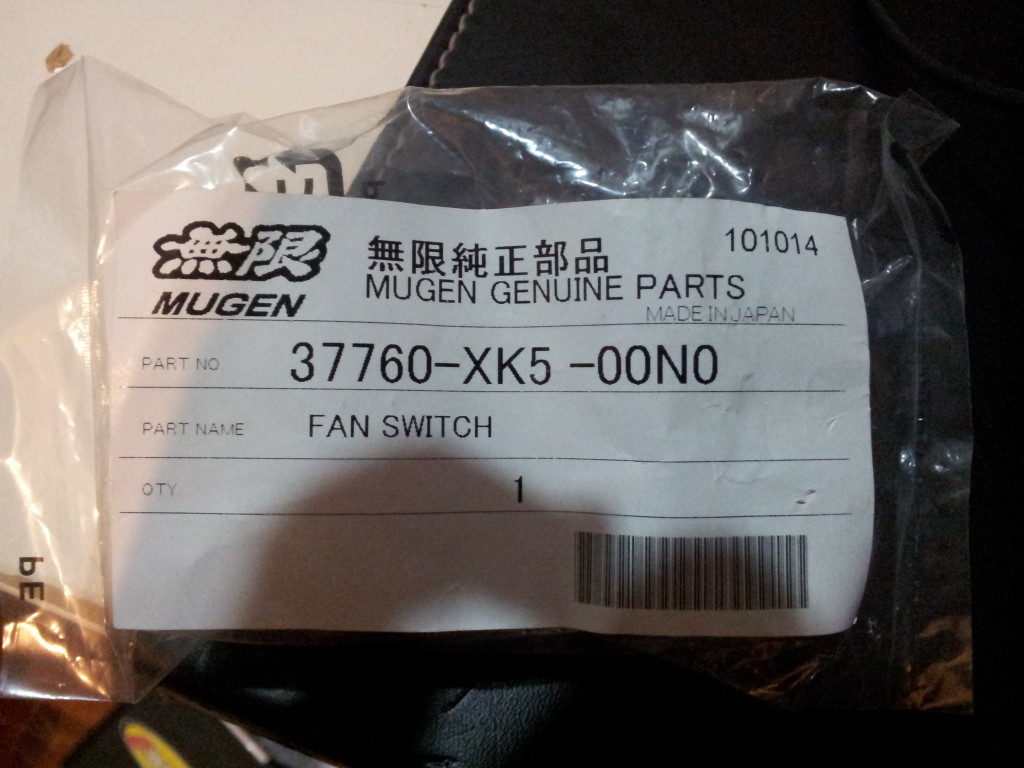 無限
MUGEN
無限純正部品
MUGEN GENUINE PARTS
101014
MADE IN JAPAN
PART NO. 37760-XK5 -00N0
PART NAME FAN SWITCH
QTY. 1
PE